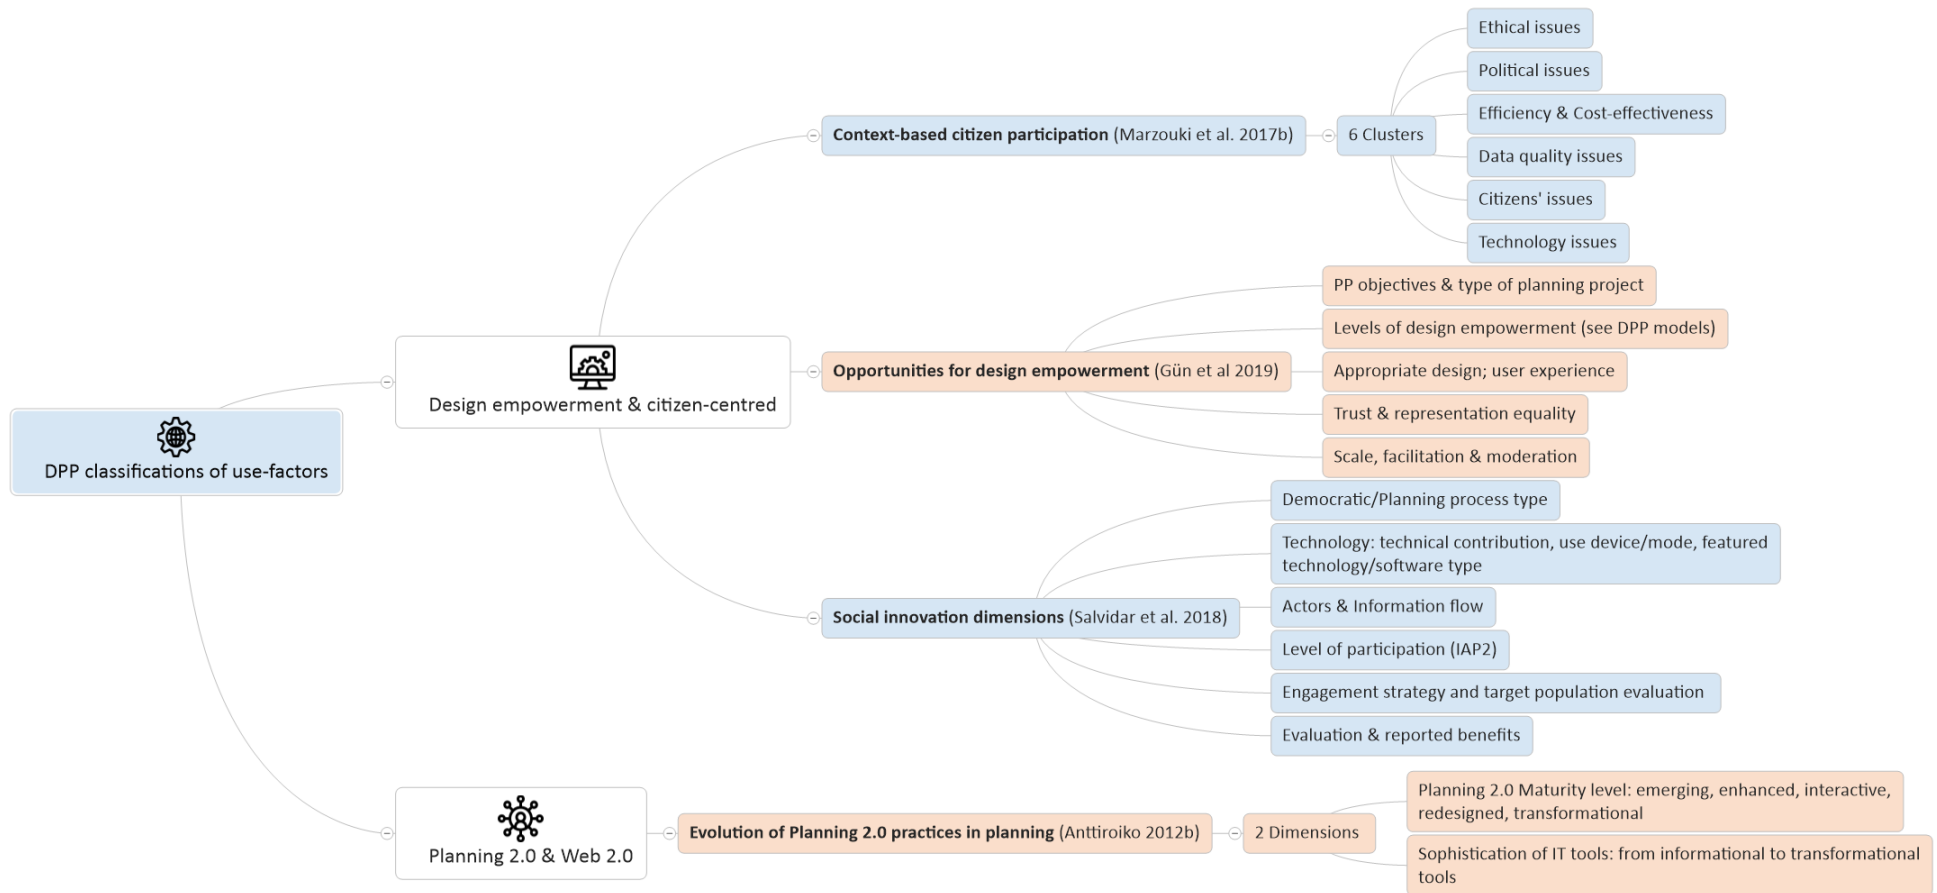 DPP classifications of use-factors
Design empowerment & citizen-centred
Context-based citizen participation (Marzouki et al. 2017b)
6 Clusters
Ethical issues
Political issues
Efficiency & Cost-effectiveness
Data quality issues
Citizens' issues
Technology issues
Opportunities for design empowerment (Gün et al 2019)
PP objectives & type of planning project
Levels of design empowerment (see DPP models)
Appropriate design; user experience
Trust & representation equality
Scale, facilitation & moderation
Social innovation dimensions (Salvidar et al. 2018)
Democratic/Planning process type
Technology: technical contribution, use device/mode, featured
technology/software type
Actors & Information flow
Level of participation (IAP2)
Engagement strategy and target population evaluation
Evaluation & reported benefits
Planning 2.0 & Web 2.0
Evolution of Planning 2.0 practices in planning (Anttiroiko 2012b)
2 Dimensions
Planning 2.0 Maturity level: emerging, enhanced, interactive,
redesigned, transformational
Sophistication of IT tools: from informational to transformational
tools